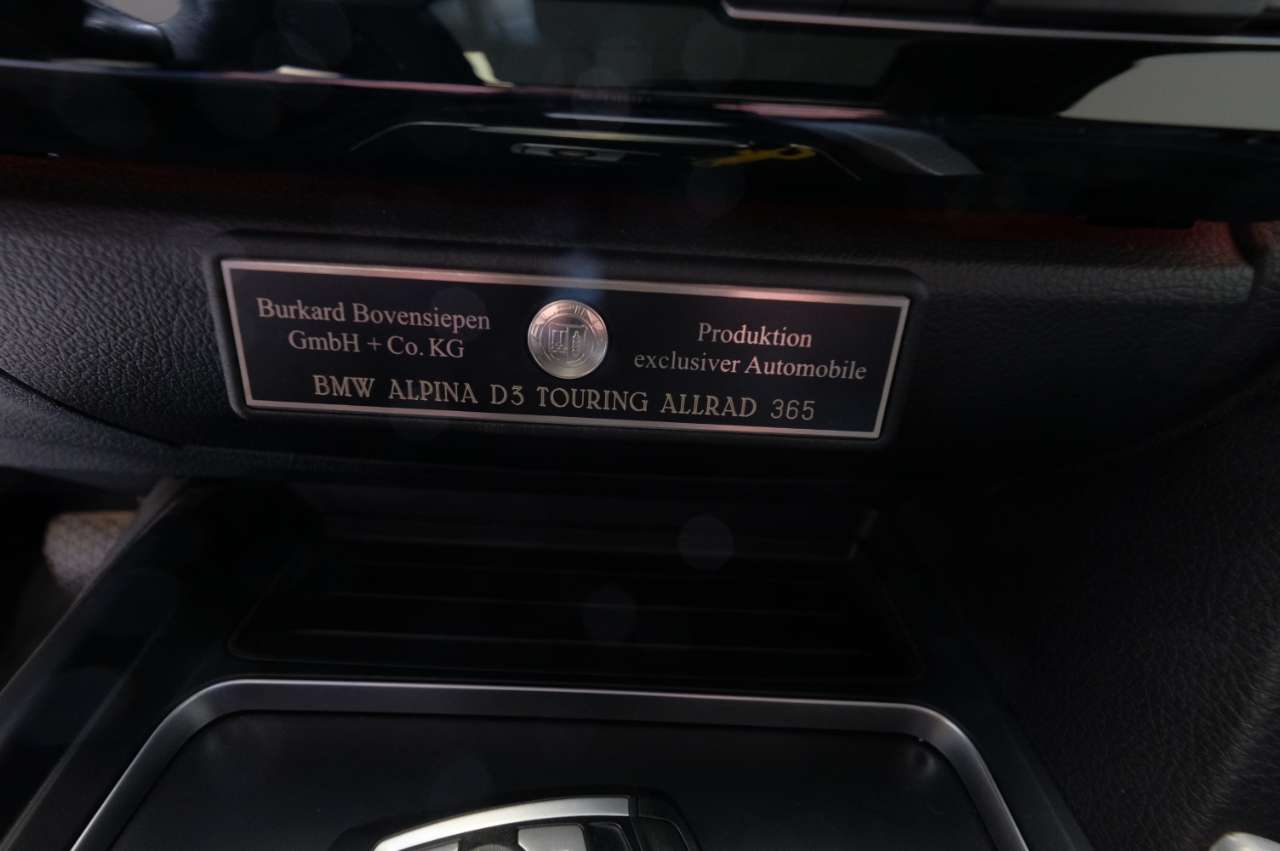 Burkard Bovensiepen
GmbH + Co. KG
Produktion
exclusiver Automobile
BMW ALPINA D3 TOURING ALLRAD 365